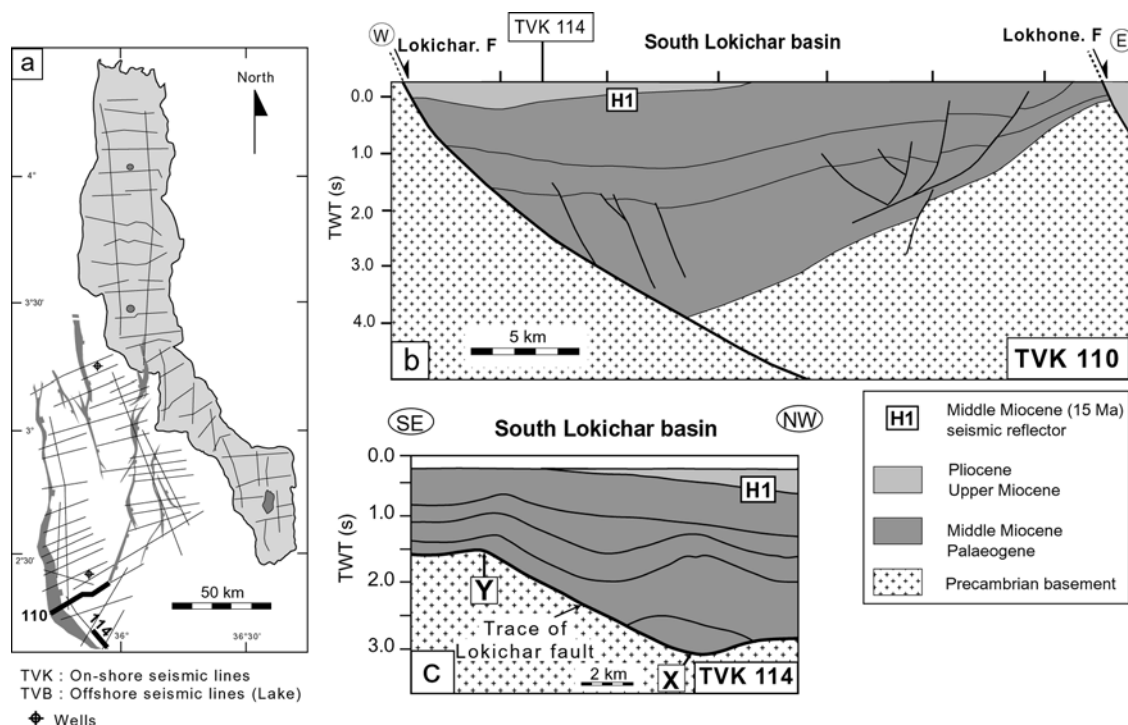 a
North
4°
3°30'
3°
2°30'
110
114
36°
36°30'
50 km
TVK : On-shore seismic lines
TVB : Offshore seismic lines (Lake)
Wells
W
Lokichar. F
TVK 114
South Lokichar basin
Lokhone. F
E
H1
0.0
1.0
2.0
3.0
4.0
TWT (s)
5 km
b
TVK 110
SE
South Lokichar basin
NW
0.0
1.0
2.0
3.0
TWT (s)
H1
Y
Trace of
Lokichar fault
X
2 km
c
TVK 114
H1
Middle Miocene (15 Ma)
seismic reflector
Pliocene
Upper Miocene
Middle Miocene
Palaeogene
Precambrian basement